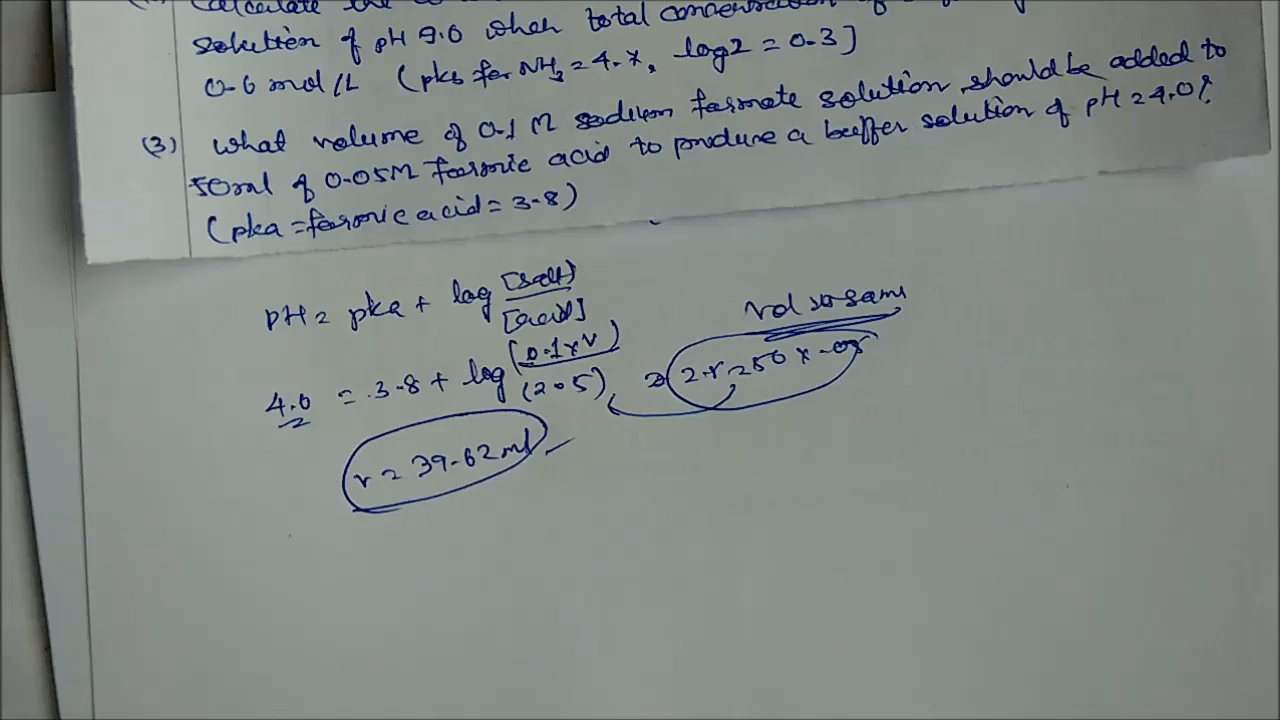 Calculate the
solution of pH 9.0 when total concentration of
0.6 mol/L (pkb for NH3 = 4.x, log2 = 0.3]
(3) what volume of 0.1 M sodium formate solution should be added to
50ml of 0.05M formic acid to produce a buffer solution of pH = 4.0?
(pka = formic acid = 3.8)
pH = pka + log [salt]/[acid]
vol is same
4.0 = 3.8 + log (0.1×v)/(2.5) 2.5 = 50 × .05
v = 39.62 ml